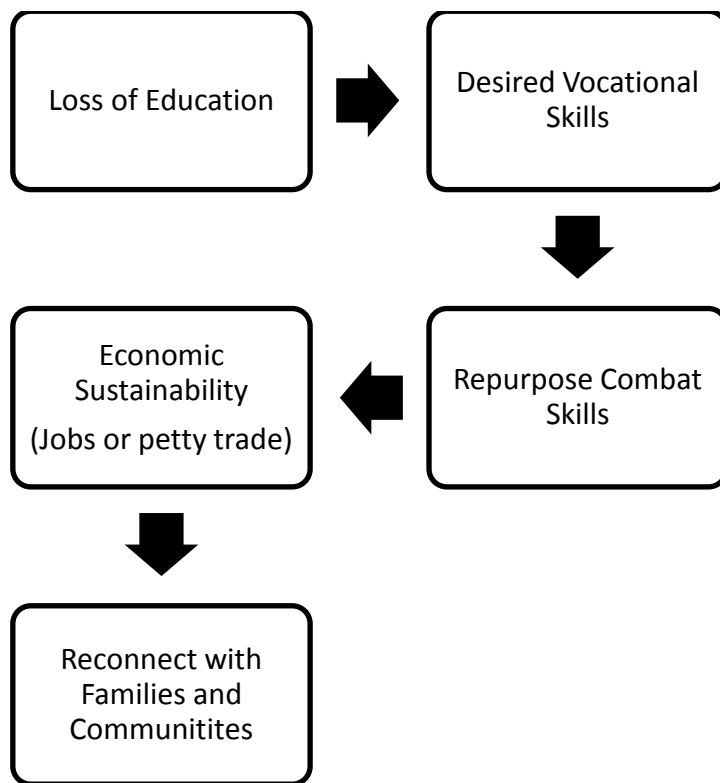 Loss of Education
Desired Vocational
Skills
Repurpose Combat
Skills
Economic
Sustainability
(Jobs or petty trade)
Reconnect with
Families and
Communitites